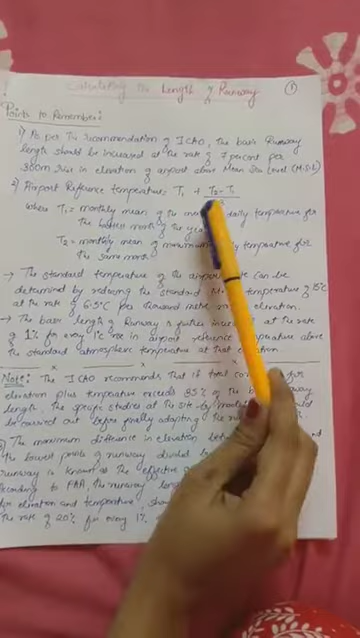 Calculating the Length of Runway
3
Points to Remember:
1) As per the recommendation of ICAO, the basic Runway
length should be increased at the rate of 7 percent per
300m rise in elevation of airport above Mean Sea Level (M.S.L)
2) Airport Reference temperature = T1 + T2 - T1
where T1 = monthly mean of the daily temperature for
the hottest month of the year
T2 = monthly mean of daily temperature for
the same month.
→ The standard temperature of the airport can be
determined by reducing the standard temperature of 15°C
at the rate of 6.5°C per thousand elevation.
→ The basic length of Runway is further at the rate
of 1% for every 1°C rise in airport reference temperature above
the standard atmospheric temperature at that elevation
Note: The ICAO recommends that if total for
elevation plus temperature exceeds 35% of the basic runway
length. The specific studies at the site by
be carried out before finally adapting the
The maximum difference in elevation
the lowest points of runway divided by
runway is known as the effective
According to FAA, the runway
for elevation and temperature,
the rate of 20% for every 1%